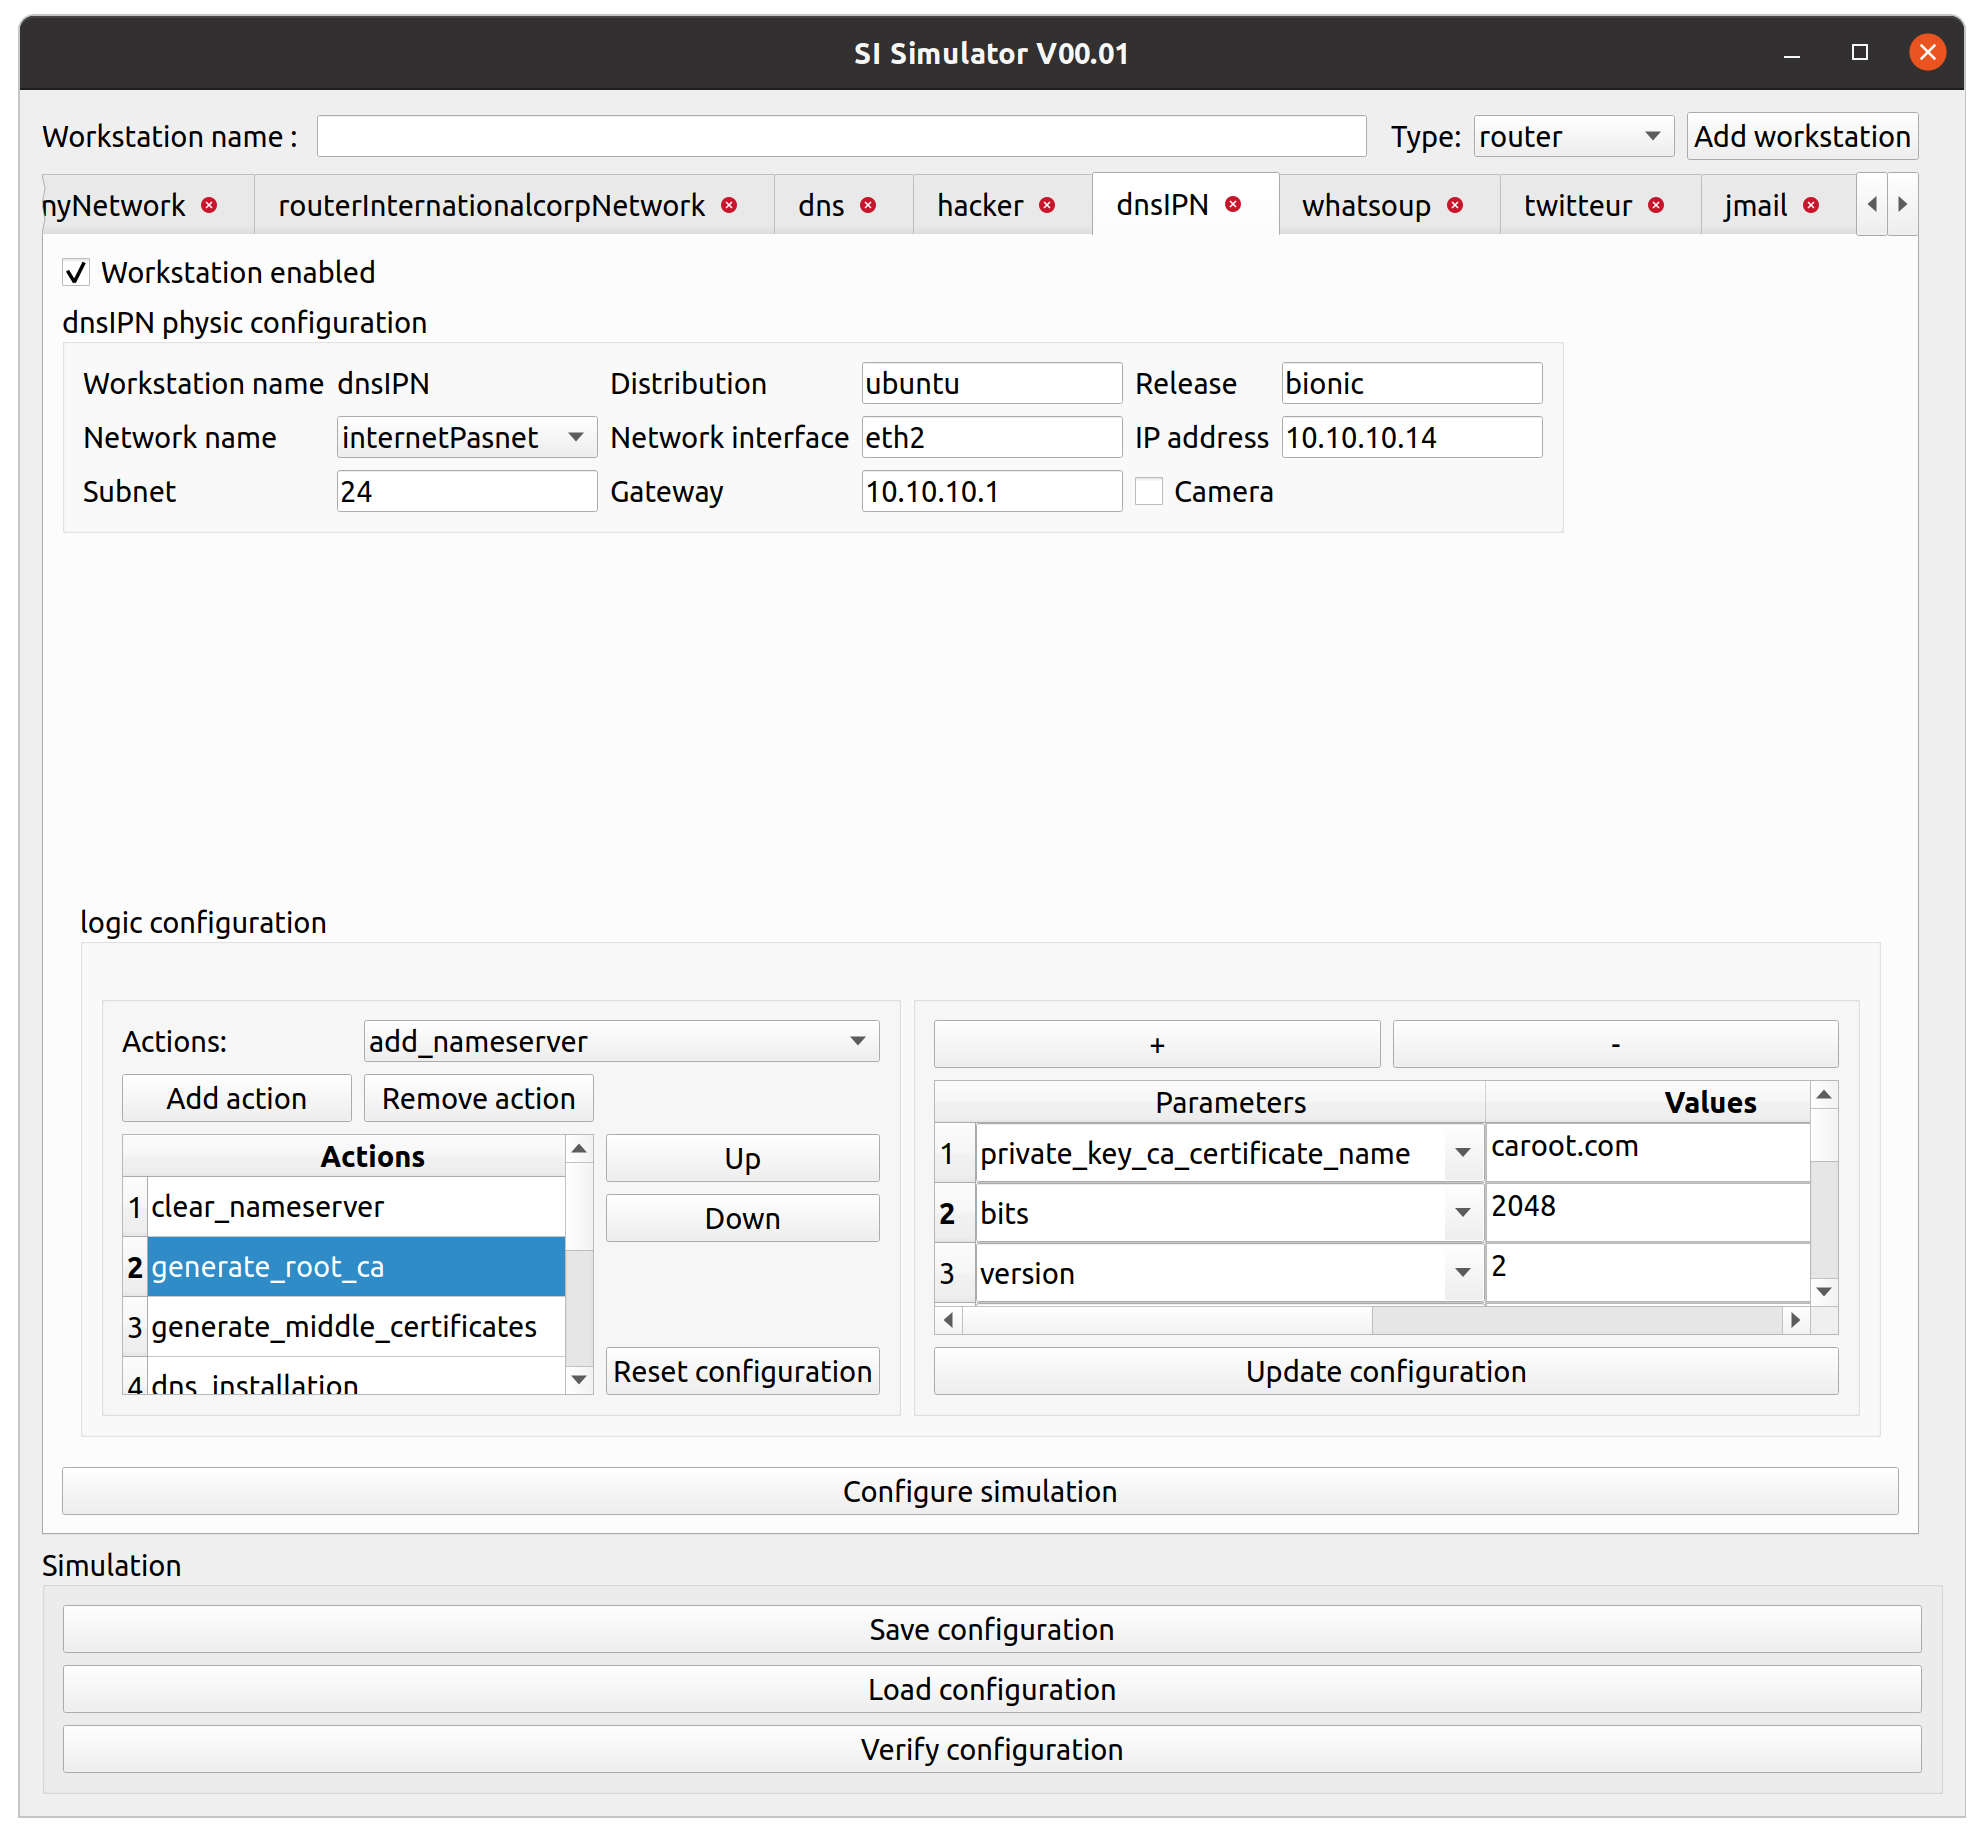 SI Simulator V00.01
Workstation name : Type: router Add workstation
nyNetwork routerInternationalcorpNetwork dns hacker dnsIPN whatsoup twitteur jmail
Workstation enabled
dnsIPN physic configuration
Workstation name dnsIPN Distribution ubuntu Release bionic
Network name internetPasnet Network interface eth2 IP address 10.10.10.14
Subnet 24 Gateway 10.10.10.1 Camera
logic configuration
Actions: add_nameserver + -
Add action Remove action
Parameters Values
Actions
Up
1 private_key_ca_certificate_name caroot.com
1 clear_nameserver
Down
2 bits 2048
2 generate_root_ca
3 version 2
3 generate_middle_certificates
4 dns_installation
Reset configuration Update configuration
Configure simulation
Simulation
Save configuration
Load configuration
Verify configuration